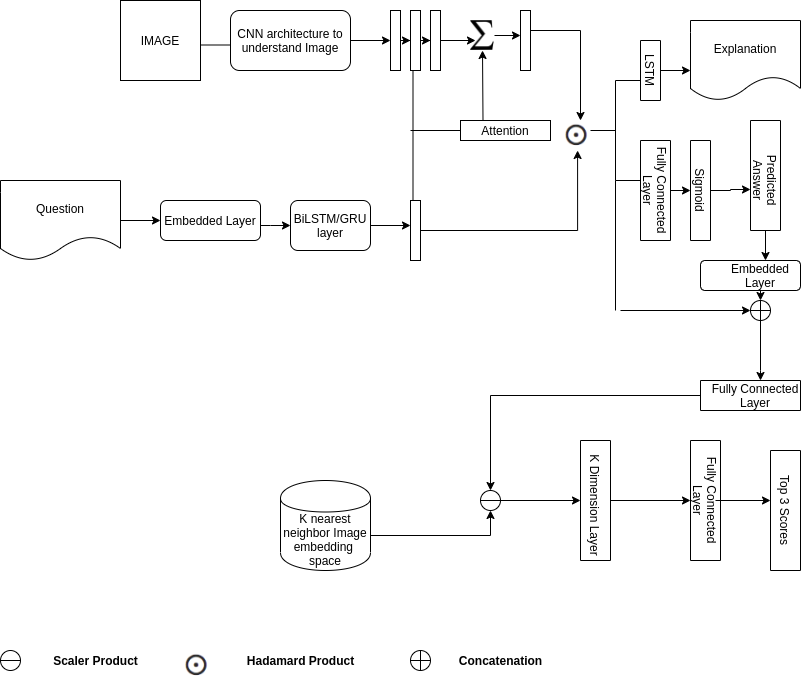 IMAGE
CNN architecture to
understand Image
Σ
Attention
LSTM
Explanation
Question
Embedded Layer
BiLSTM/GRU
layer
Fully Connected
Layer
Sigmoid
Predicted
Answer
Embedded
Layer
Fully Connected
Layer
K nearest
neighbor Image
embedding
space
K Dimension Layer
Fully Connected
Layer
Top 3 Scores
Scaler Product
Hadamard Product
Concatenation